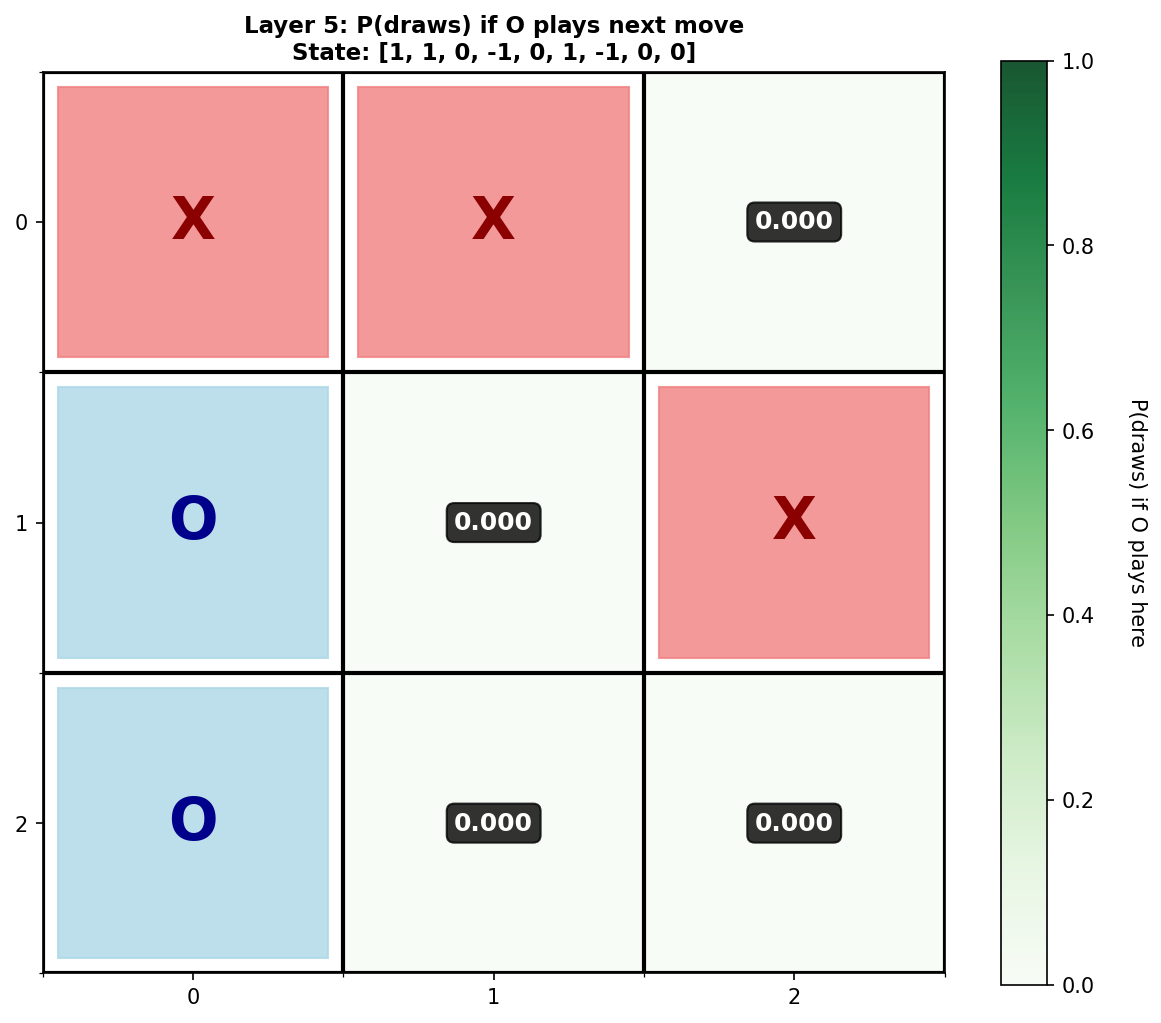 Layer 5: P(draws) if O plays next move
State: [1, 1, 0, -1, 0, 1, -1, 0, 0]
X X 0.000
O 0.000 X
O 0.000 0.000
0
1
2
0 1 2
1.0
0.8
0.6
0.4
0.2
0.0
P(draws) if O plays here